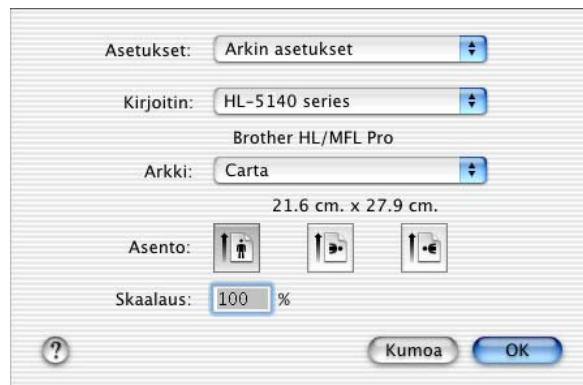 Asetukset: Arkin asetukset
Kirjoitin: HL-5140 series
Brother HL/MFL Pro
Arkki: Carta
21.6 cm. x 27.9 cm.
Asento:
Skaalaus: 100 %
? Kumoa OK